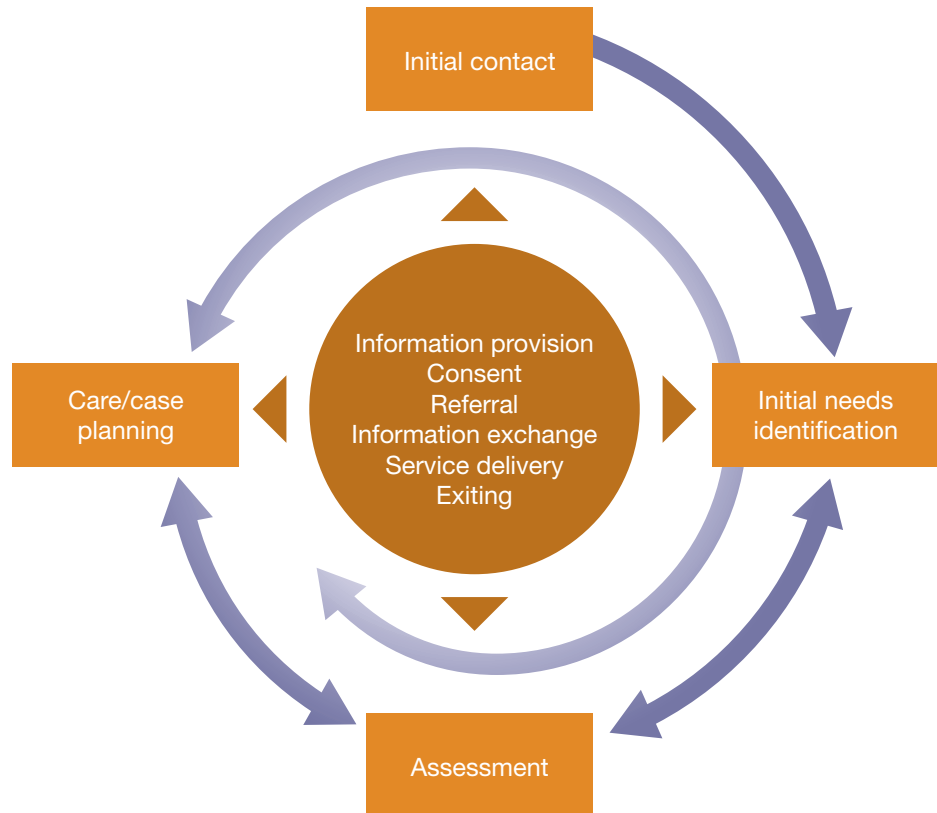 Initial contact
Information provision
Consent
Referral
Information exchange
Service delivery
Exiting
Care/case
planning
Initial needs
identification
Assessment